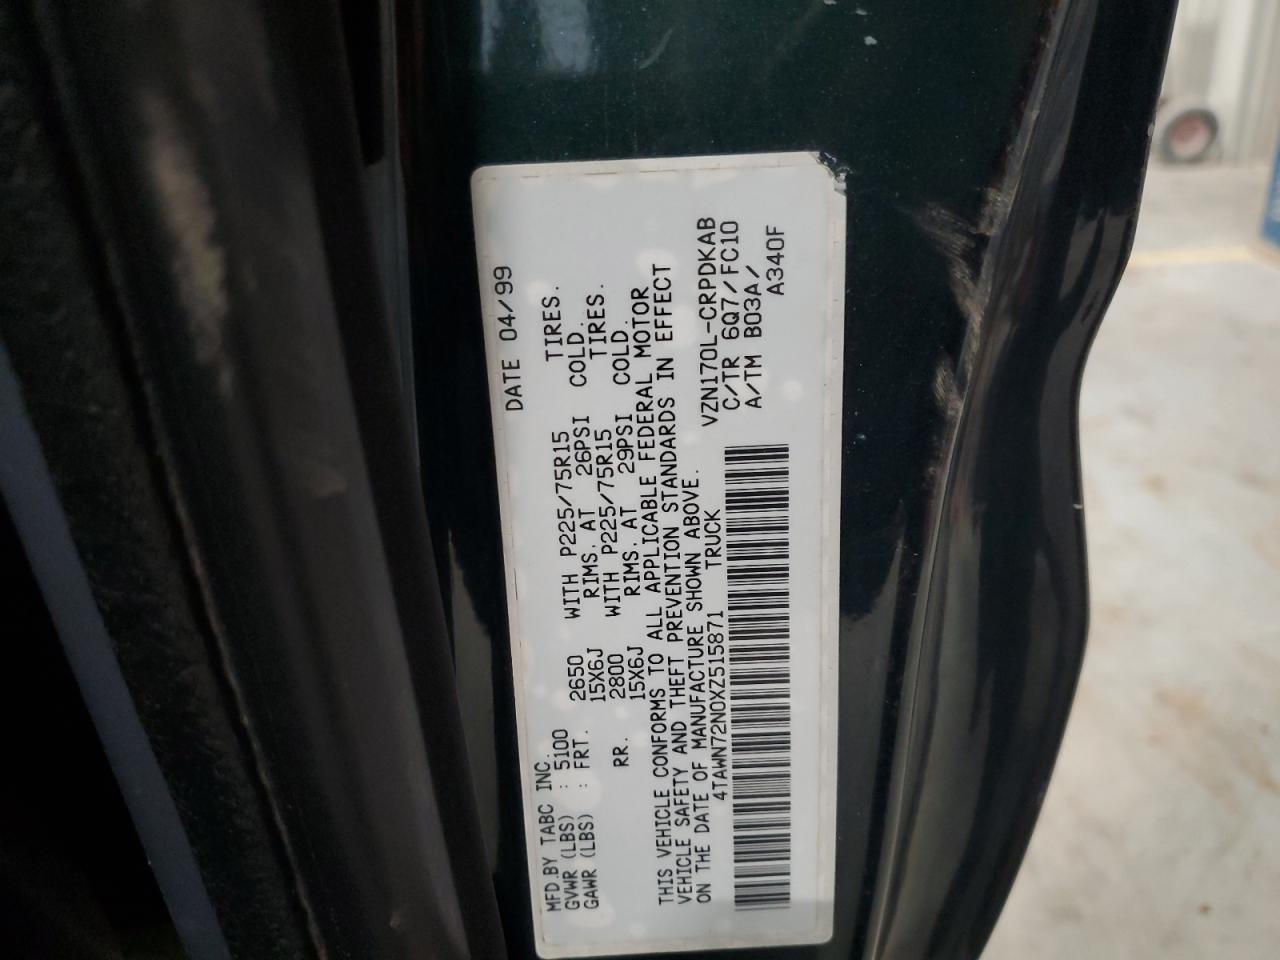 DATE 04/99
MFD.BY TABC INC.
GVWR (LBS) : 5100 WITH P225/75R15 TIRES.
GAWR (LBS) : FRT. 2650 15X6J RIMS. AT 26PSI COLD.
WITH P225/75R15 TIRES.
RR. 2800 15X6J RIMS. AT 29PSI COLD.
THIS VEHICLE CONFORMS TO ALL APPLICABLE FEDERAL MOTOR
VEHICLE SAFETY AND THEFT PREVENTION STANDARDS IN EFFECT
ON THE DATE OF MANUFACTURE SHOWN ABOVE.
4TAWN72N0XZ515871 TRUCK
VZN170L-CRPDKAB
C/TR 6Q7/FC10
A/TM B03A/
A340F